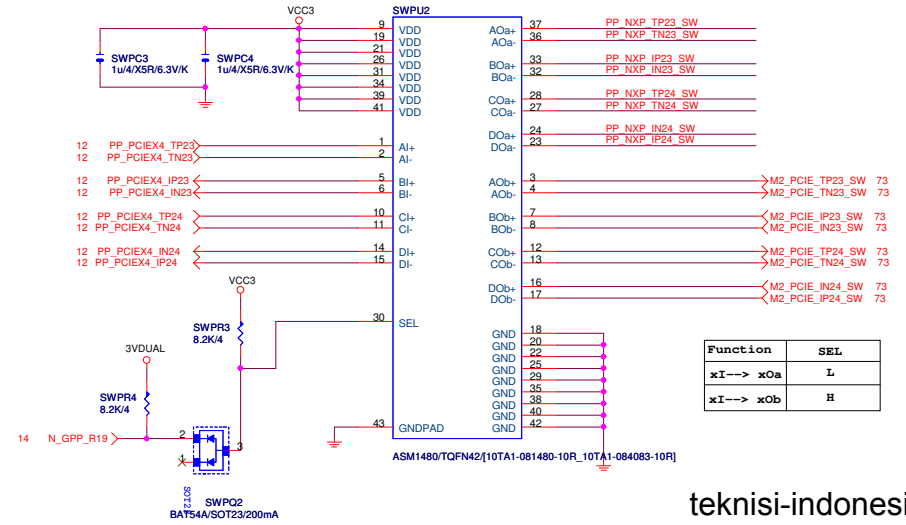 VCC3
SWPU2
9 VDD
19 VDD
21 VDD
26 VDD
31 VDD
34 VDD
39 VDD
41 VDD
SWPC3
1u/4/X5R/6.3V/K
SWPC4
1u/4/X5R/6.3V/K
AOa+ 37 PP_NXP_TP23_SW
AOa- 36 PP_NXP_TN23_SW
BOa+ 33 PP_NXP_IP23_SW
BOa- 32 PP_NXP_IN23_SW
COa+ 28 PP_NXP_TP24_SW
COa- 27 PP_NXP_TN24_SW
DOa+ 24 PP_NXP_IN24_SW
DOa- 23 PP_NXP_IP24_SW
12 PP_PCIEX4_TP23 1 AI+
12 PP_PCIEX4_TN23 2 AI-
12 PP_PCIEX4_IP23 5 BI+
12 PP_PCIEX4_IN23 6 BI-
12 PP_PCIEX4_TP24 10 CI+
12 PP_PCIEX4_TN24 11 CI-
12 PP_PCIEX4_IN24 14 DI+
12 PP_PCIEX4_IP24 15 DI-
AOb+ 3 M2_PCIE_TP23_SW 73
AOb- 4 M2_PCIE_TN23_SW 73
BOb+ 7 M2_PCIE_IP23_SW 73
BOb- 8 M2_PCIE_IN23_SW 73
COb+ 12 M2_PCIE_TP24_SW 73
COb- 13 M2_PCIE_TN24_SW 73
DOb+ 16 M2_PCIE_IN24_SW 73
DOb- 17 M2_PCIE_IP24_SW 73
VCC3
SWPR3
8.2K/4
30 SEL
3VDUAL
SWPR4
8.2K/4
14 N_GPP_R19
2
1
3
SOT23
SWPQ2
BAT54A/SOT23/200mA
43 GNDPAD
GND 18
GND 20
GND 22
GND 25
GND 29
GND 35
GND 38
GND 40
GND 42
ASM1480/TQFN42/[10TA1-081480-10R_10TA1-084083-10R]
Function SEL
xI--> xOa L
xI--> xOb H
teknisi-indonesi